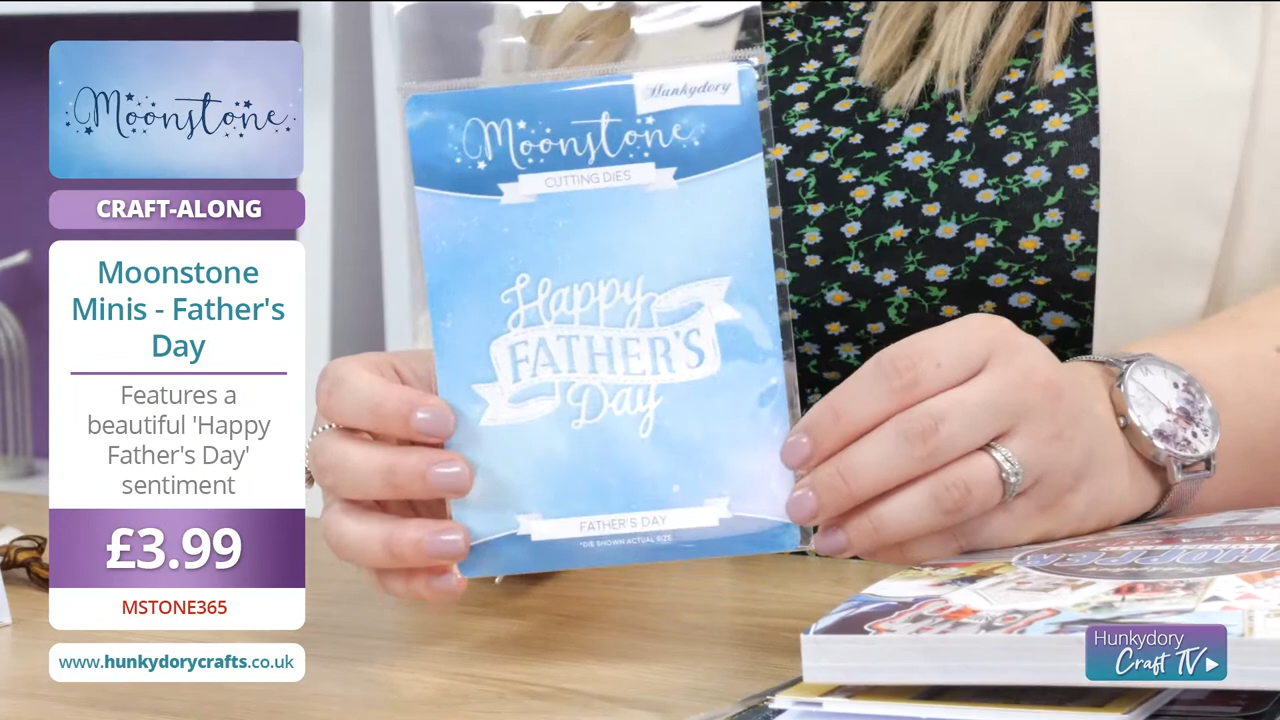 Moonstone
CRAFT-ALONG
Moonstone
Minis - Father's
Day
Features a
beautiful 'Happy
Father's Day'
sentiment
£3.99
MSTONE365
www.hunkydorycrafts.co.uk
Hunkydory
Moonstone
CUTTING DIES
Happy
FATHER'S
Day
FATHER'S DAY
*DIE SHOWN ACTUAL SIZE
Hunkydory
Craft TV